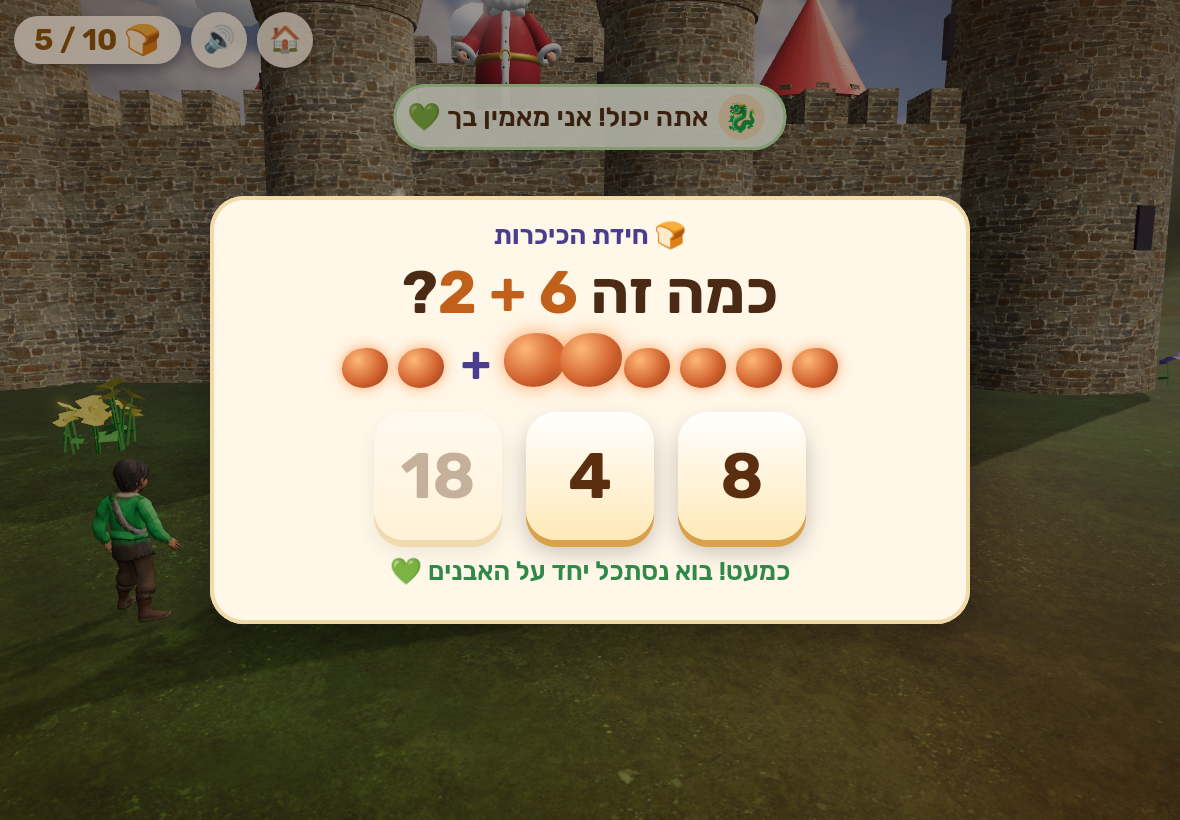 5 / 10
אתה יכול! אני מאמין בך 💚
🍞 חידת הכיכרות
כמה זה 2 + 6?
+
18 4 8
כמעט! בוא נסתכל יחד על האבנים 💚